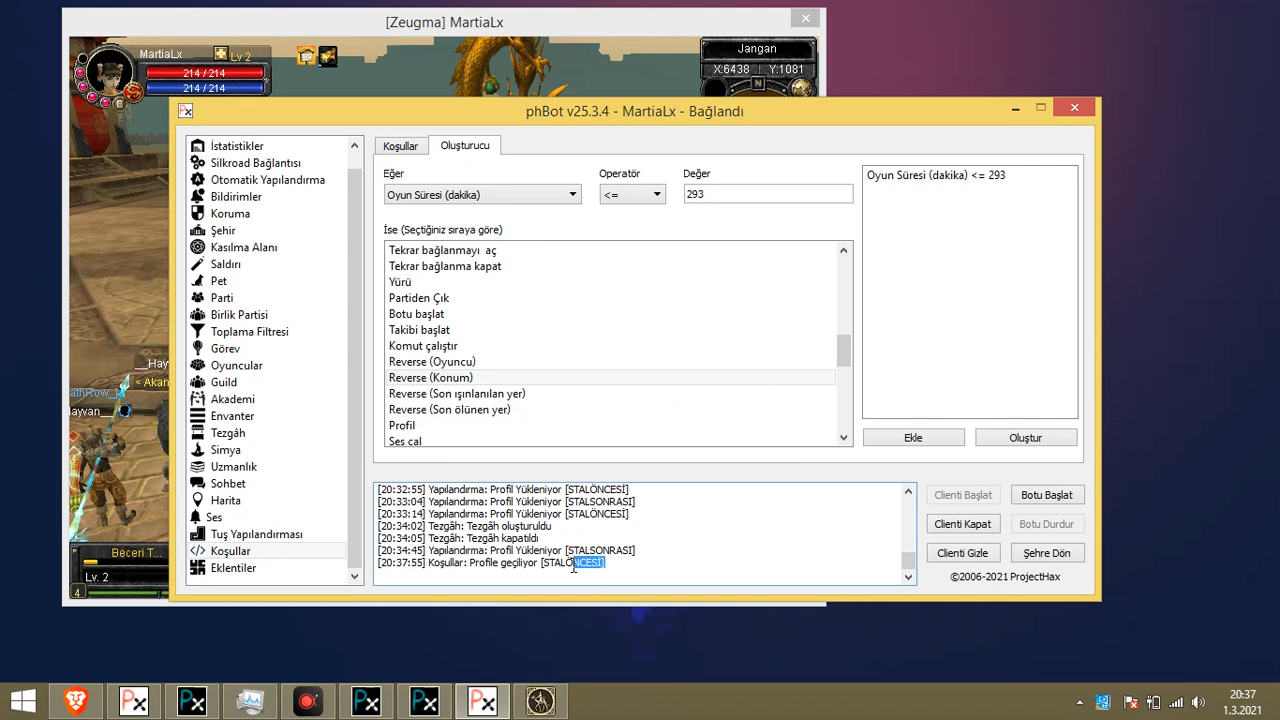 [Zeugma] MartiaLx
MartiaLx
Lv 2
214 / 214
214 / 214
Jangan
X:6438 Y:1081
N
phBot v25.3.4 - MartiaLx - Bağlandı
İstatistikler
Silkroad Bağlantısı
Otomatik Yapılandırma
Bildirimler
Koruma
Şehir
Kasılma Alanı
Saldırı
Pet
Parti
Birlik Partisi
Toplama Filtresi
Görev
Oyuncular
Guild
Akademi
Envanter
Tezgâh
Simya
Uzmanlık
Sohbet
Harita
Ses
Tuş Yapılandırması
Koşullar
Eklentiler
Koşullar
Oluşturucu
Eğer
Operatör
Değer
Oyun Süresi (dakika)
<=
293
Oyun Süresi (dakika) <= 293
İse (Seçtiğiniz sıraya göre)
Tekrar bağlanmayı aç
Tekrar bağlanma kapat
Yürü
Partiden Çık
Botu başlat
Takibi başlat
Komut çalıştır
Reverse (Oyuncu)
Reverse (Konum)
Reverse (Son ışınlanılan yer)
Reverse (Son ölünen yer)
Profil
Ses çal
Ekle
Oluştur
[20:32:55] Yapılandırma: Profil Yükleniyor [STALÖNCESİ]
[20:33:04] Yapılandırma: Profil Yükleniyor [STALSONRASI]
[20:33:14] Yapılandırma: Profil Yükleniyor [STALÖNCESİ]
[20:34:02] Tezgâh: Tezgâh oluşturuldu
[20:34:05] Tezgâh: Tezgâh kapatıldı
[20:34:45] Yapılandırma: Profil Yükleniyor [STALSONRASI]
[20:37:55] Koşullar: Profile geçiliyor [STALÖNCESİ]
Clienti Başlat
Botu Başlat
Clienti Kapat
Botu Durdur
Clienti Gizle
Şehre Dön
©2006-2021 ProjectHax
Beceri T...
Lv. 2
4
20:37
1.3.2021